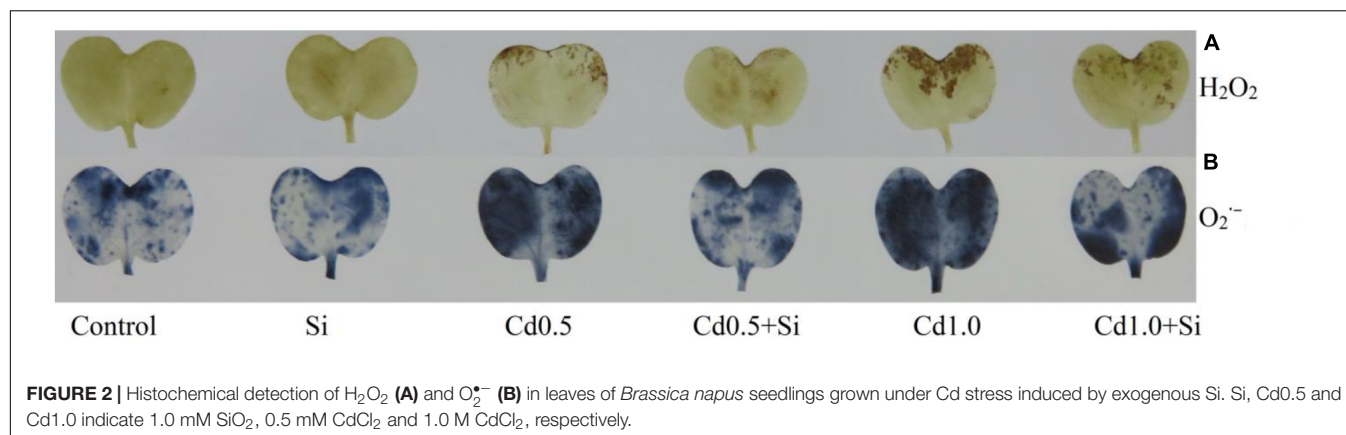 A
H₂O₂
B
O₂·⁻
Control Si Cd0.5 Cd0.5+Si Cd1.0 Cd1.0+Si
FIGURE 2 | Histochemical detection of H₂O₂ (A) and O₂•− (B) in leaves of Brassica napus seedlings grown under Cd stress induced by exogenous Si. Si, Cd0.5 and
Cd1.0 indicate 1.0 mM SiO₂, 0.5 mM CdCl₂ and 1.0 M CdCl₂, respectively.